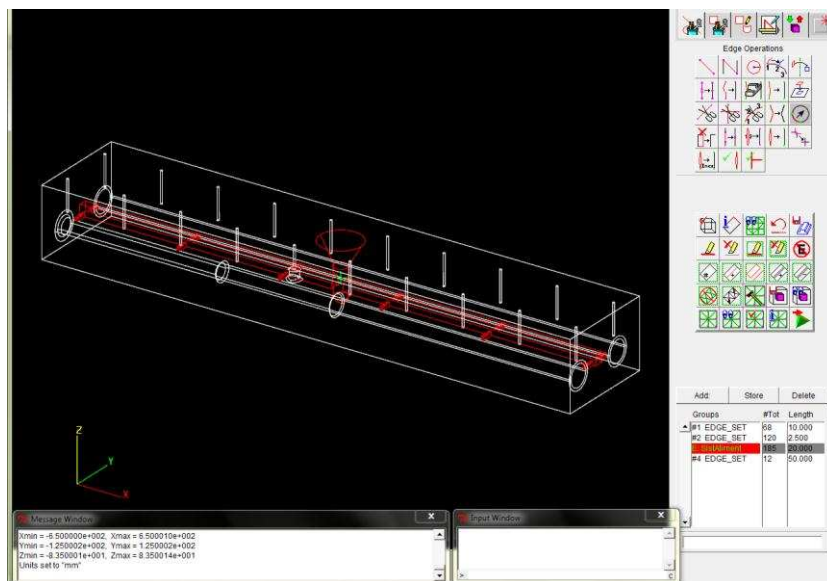 Edge Operations
Z
Y
X
Add:
Store
Delete
Groups
#Tot
Length
#1 EDGE_SET 68 10.000
#2 EDGE_SET 120 2.500
185 20.000
#4 EDGE_SET 12 50.000
Message Window
X
Xmin = -6.500000e+002, Xmax = 6.500010e+002
Ymin = -1.250002e+002, Ymax = 1.250002e+002
Zmin = -8.350001e+001, Zmax = 8.350014e+001
Units set to "mm"
Input Window
X
>
c